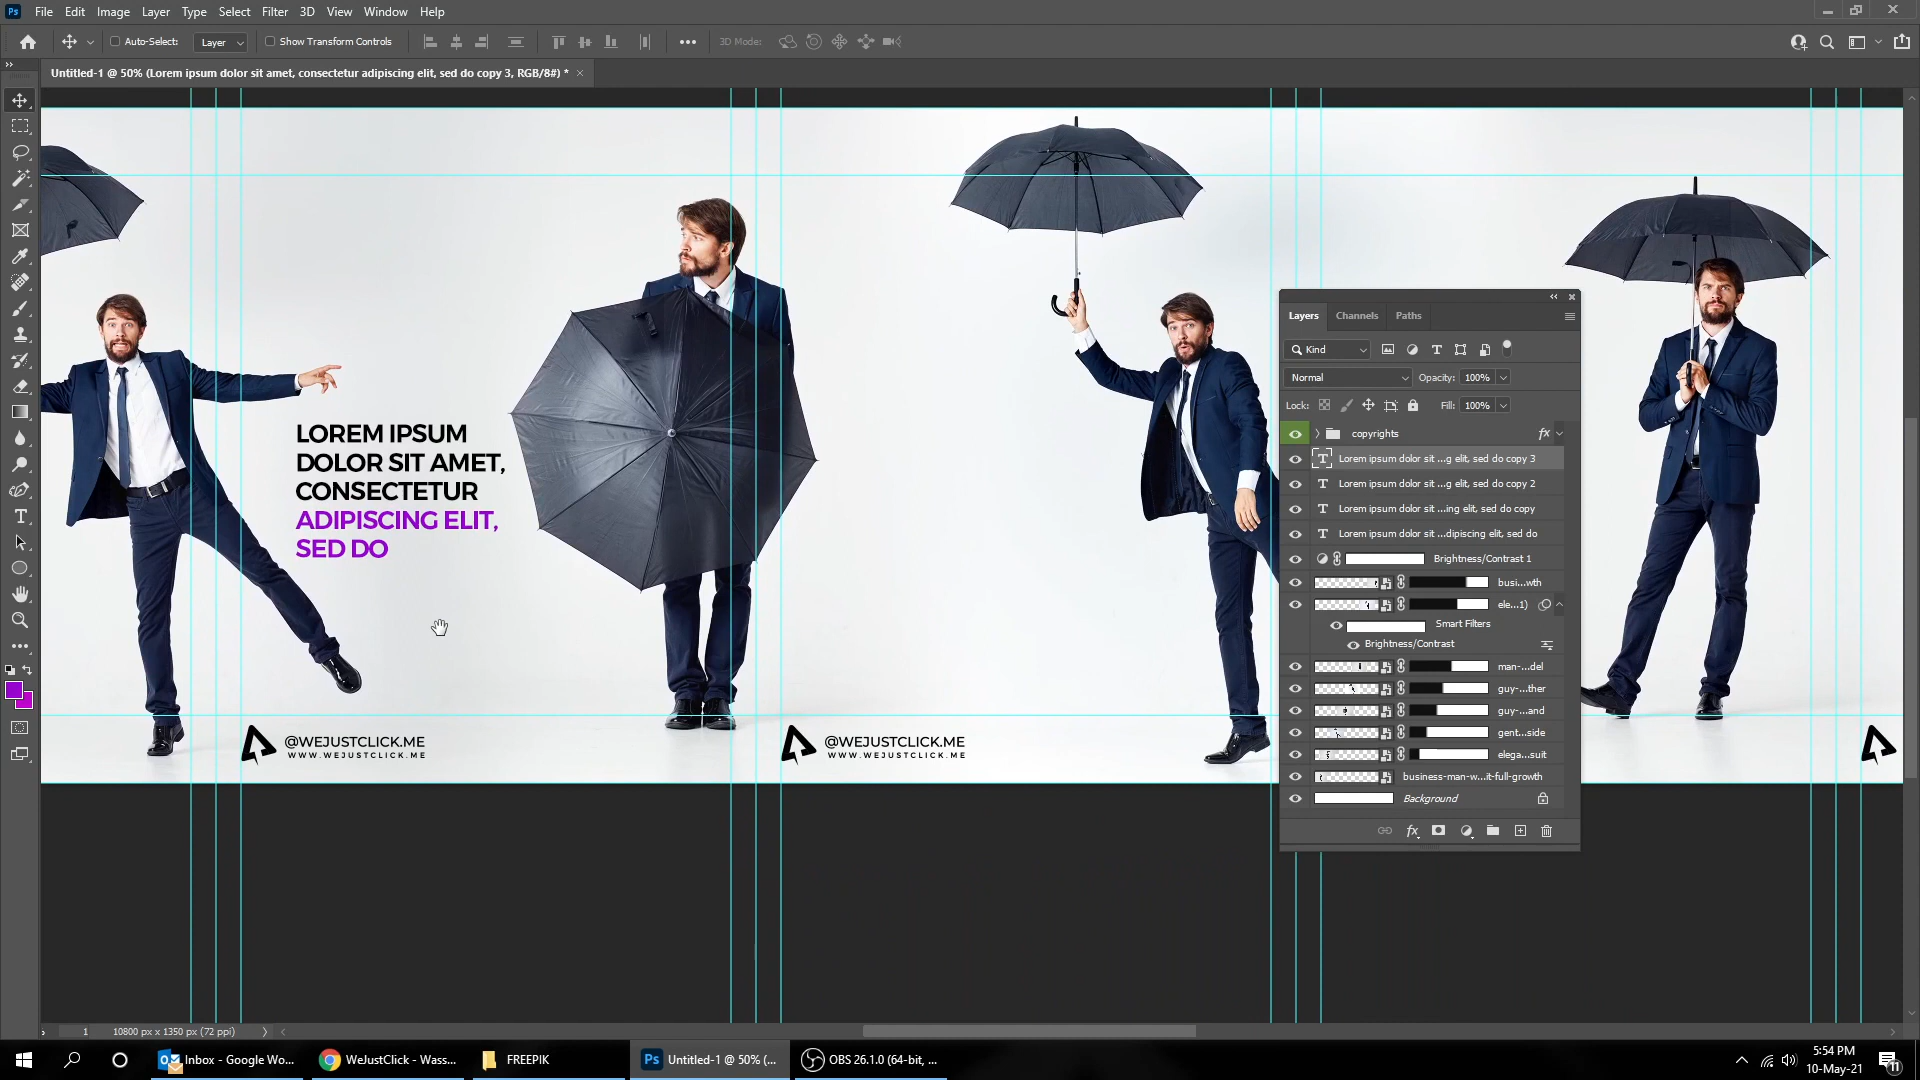 Ps File Edit Image Layer Type Select Filter 3D View Window Help
Auto-Select: Layer Show Transform Controls 3D Mode:
Untitled-1 @ 50% (Lorem ipsum dolor sit amet, consectetur adipiscing elit, sed do copy 3, RGB/8#) *
LOREM IPSUM
DOLOR SIT AMET,
CONSECTETUR
ADIPISCING ELIT,
SED DO
@WEJUSTCLICK.ME
WWW.WEJUSTCLICK.ME
@WEJUSTCLICK.ME
WWW.WEJUSTCLICK.ME
Layers Channels Paths
Kind
Normal Opacity: 100%
Lock: Fill: 100%
copyrights fx
Lorem ipsum dolor sit ...g elit, sed do copy 3
Lorem ipsum dolor sit ...g elit, sed do copy 2
Lorem ipsum dolor sit ...ing elit, sed do copy
Lorem ipsum dolor sit ...dipiscing elit, sed do
Brightness/Contrast 1
busi...wth
ele...1)
Smart Filters
Brightness/Contrast
man-...del
guy-...ther
guy-...and
gent...side
elega...suit
business-man-w...it-full-growth
Background
fx
1 10800 px x 1350 px (72 ppi)
Inbox - Google Wo... WeJustClick - Wass... FREEPIK Ps Untitled-1 @ 50% (... OBS 26.1.0 (64-bit, ...
5:54 PM
10-May-21
11